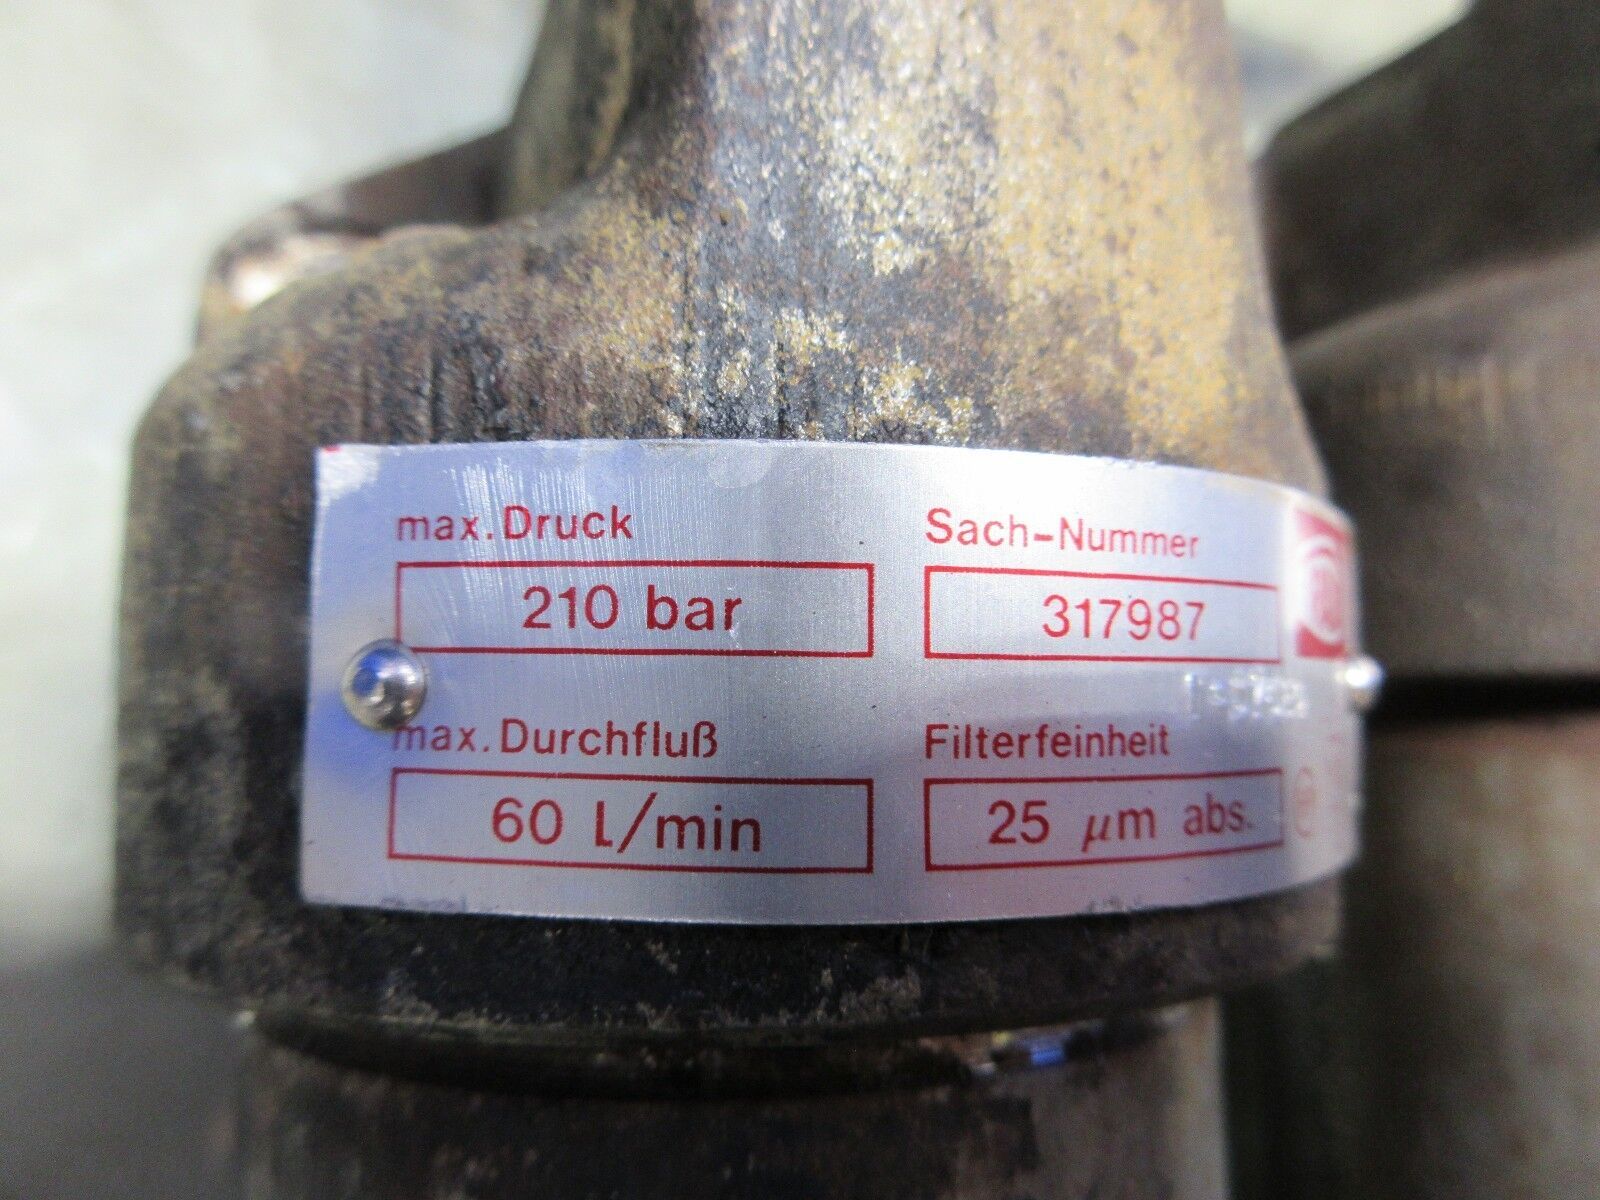 max. Druck
210 bar
Sach-Nummer
317987
max. Durchfluß
60 l/min
Filterfeinheit
25 µm abs.